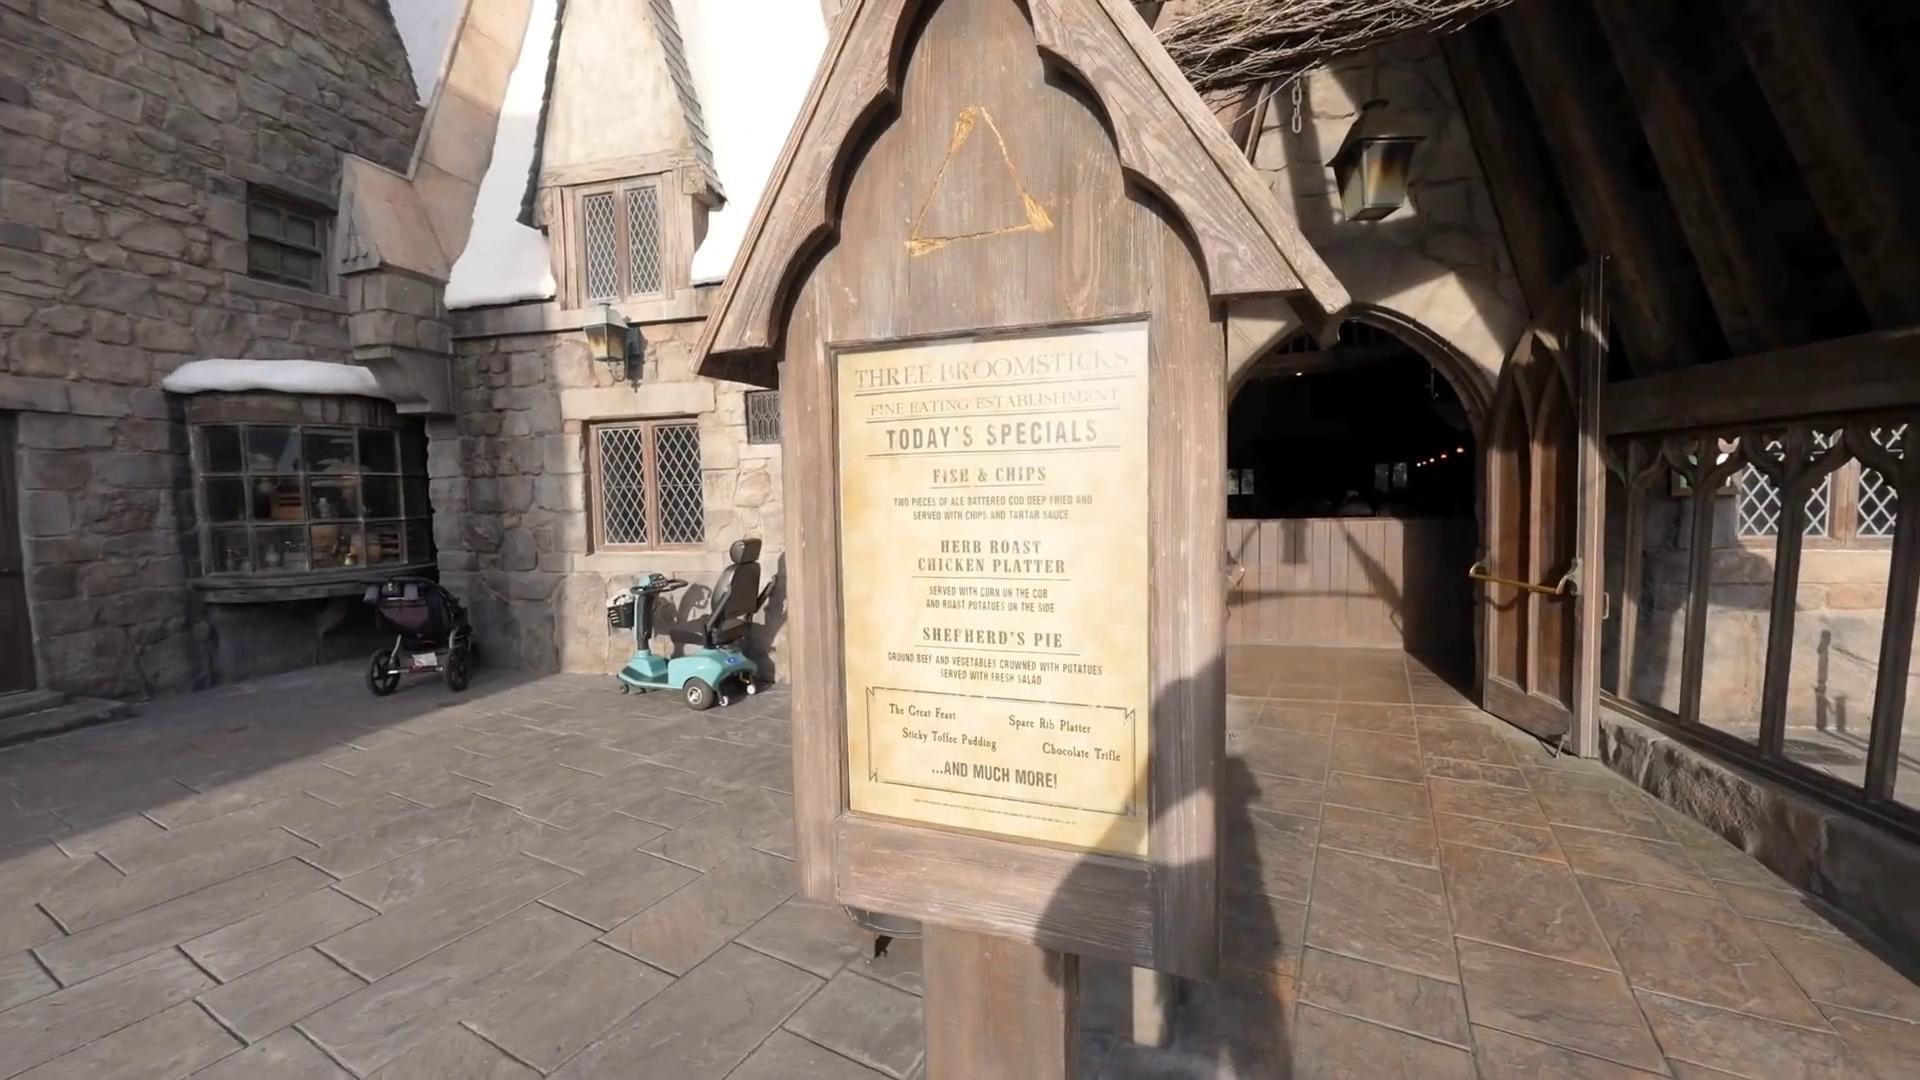 THREE BROOMSTICKS
FINE EATING ESTABLISHMENT
TODAY'S SPECIALS
FISH & CHIPS
TWO PIECES OF ALE BATTERED COD DEEP FRIED AND
SERVED WITH CHIPS AND TARTAR SAUCE
HERB ROAST
CHICKEN PLATTER
SERVED WITH CORN ON THE COB
AND ROAST POTATOES ON THE SIDE
SHEPHERD'S PIE
GROUND BEEF AND VEGETABLES CROWNED WITH POTATOES
SERVED WITH FRESH SALAD
The Great Feast
Spare Rib Platter
Sticky Toffee Pudding
Chocolate Trifle
...AND MUCH MORE!